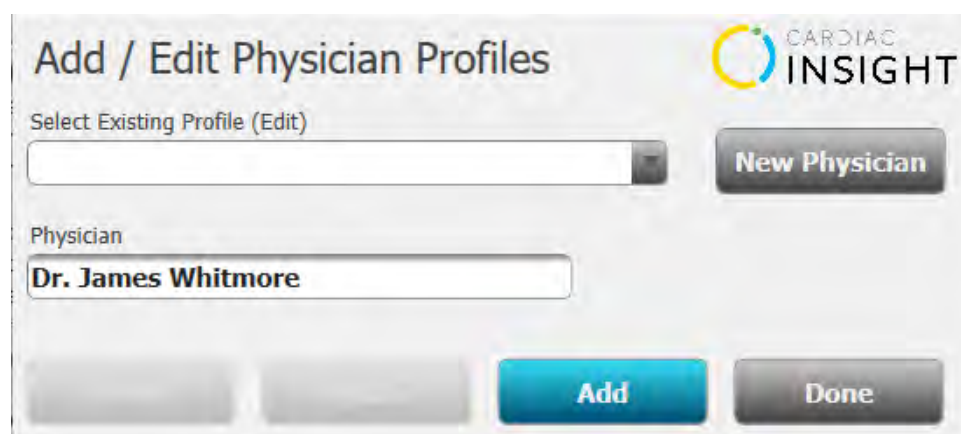 Add / Edit Physician Profiles
CARDIAC
INSIGHT
Select Existing Profile (Edit)
New Physician
Physician
Dr. James Whitmore
Add
Done